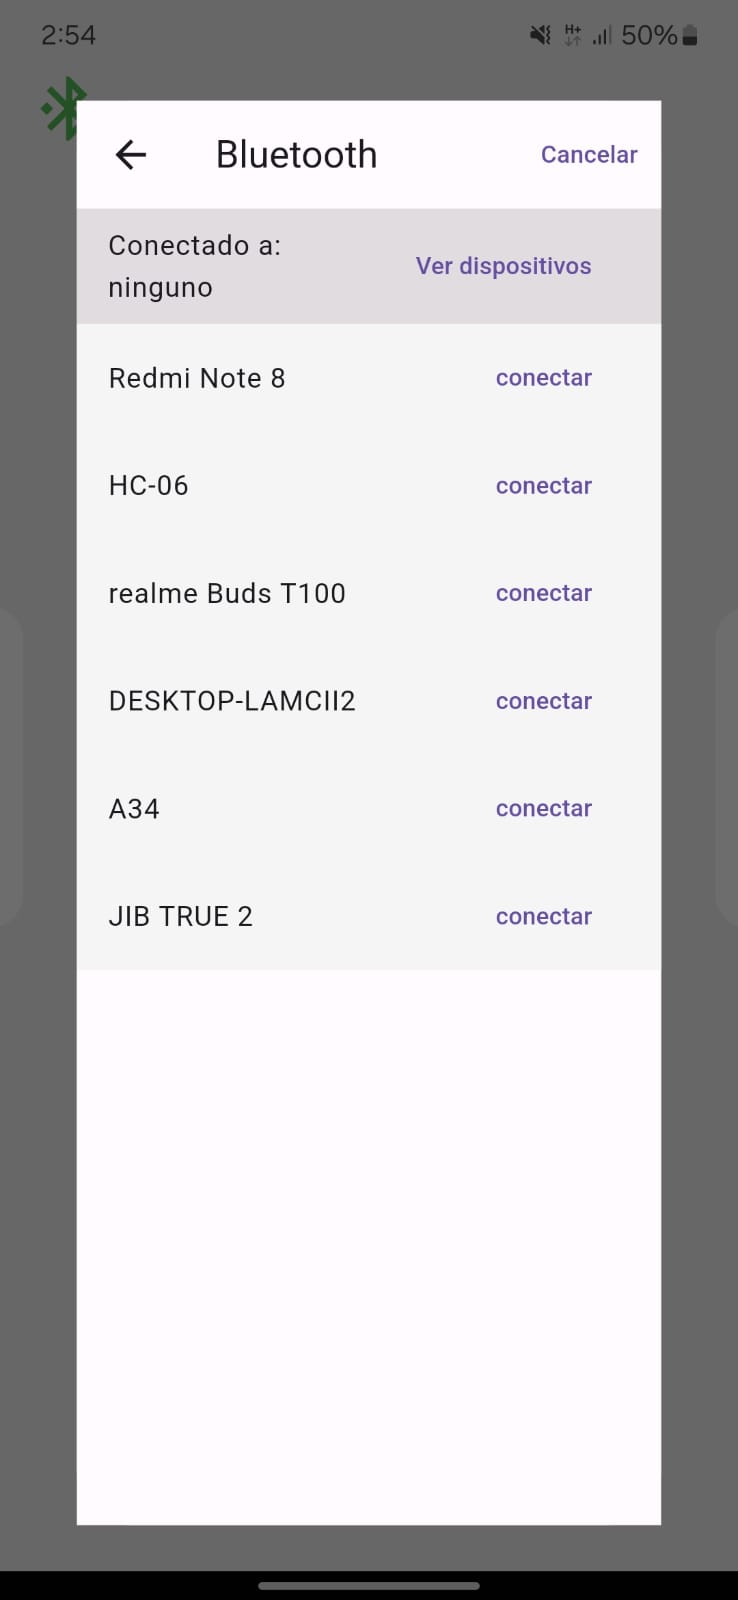 2:54 H+ 50%
Bluetooth Cancelar
Conectado a:
ninguno
Ver dispositivos
Redmi Note 8 conectar
HC-06 conectar
realme Buds T100 conectar
DESKTOP-LAMCII2 conectar
A34 conectar
JIB TRUE 2 conectar